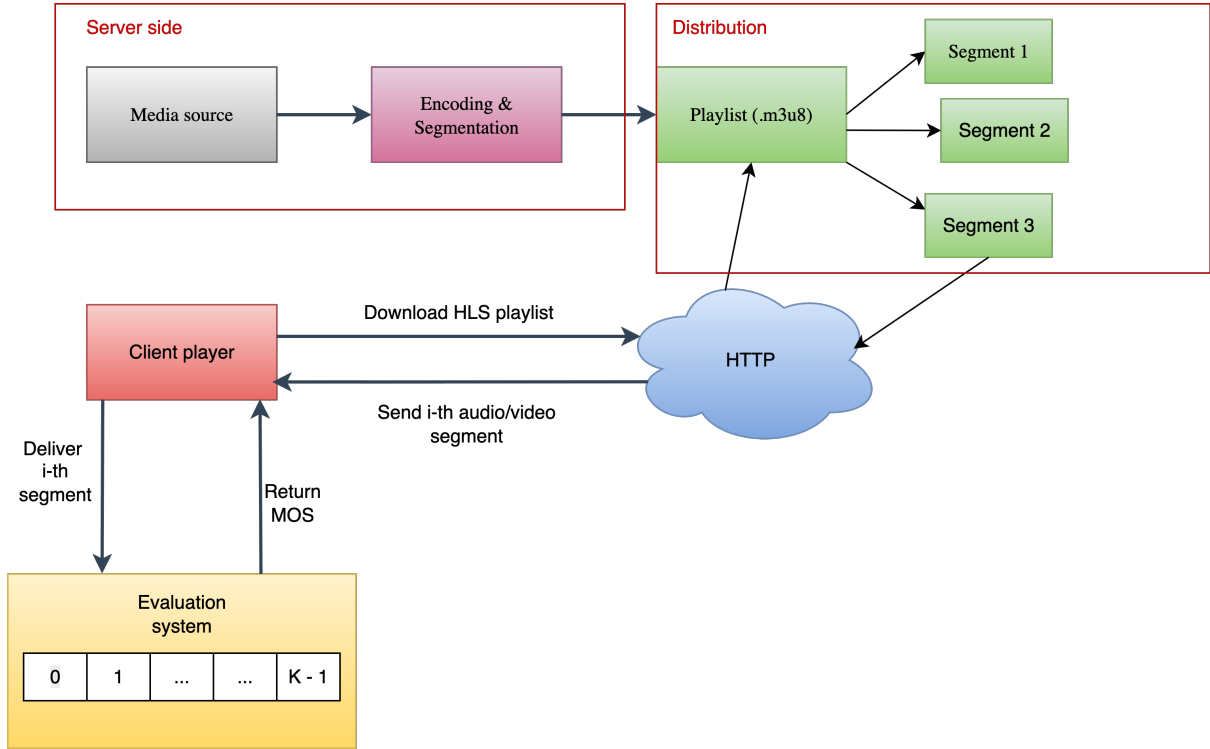 Server side
Media source
Encoding &
Segmentation
Distribution
Playlist (.m3u8)
Segment 1
Segment 2
Segment 3
Client player
Download HLS playlist
HTTP
Send i-th audio/video
segment
Deliver
i-th
segment
Return
MOS
Evaluation
system
0
1
...
...
K - 1